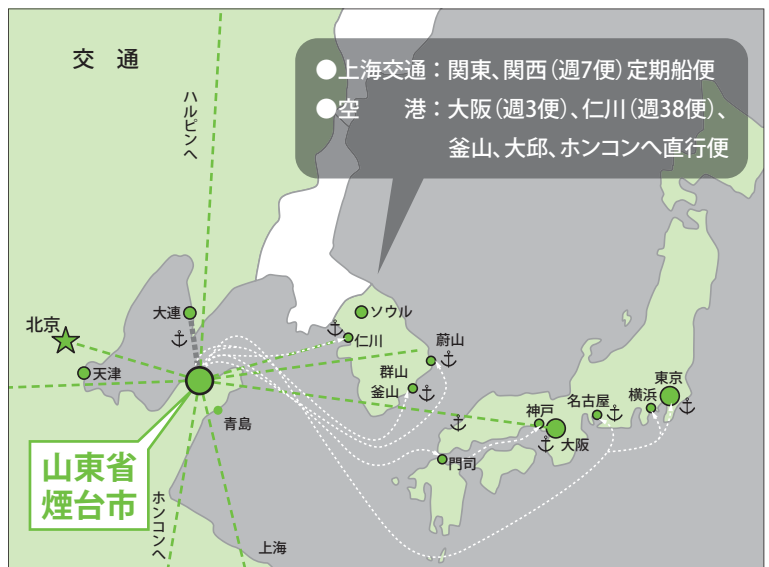 交　通
●上海交通：関東、関西（週7便）定期船便
●空　　港：大阪（週3便）、仁川（週38便）、
釜山、大邱、ホンコンへ直行便
ハルピンへ
北京
大連
天津
ソウル
仁川
蔚山
群山
釜山
青島
東京
横浜
名古屋
神戸
大阪
門司
山東省
煙台市
ホンコンへ
上海